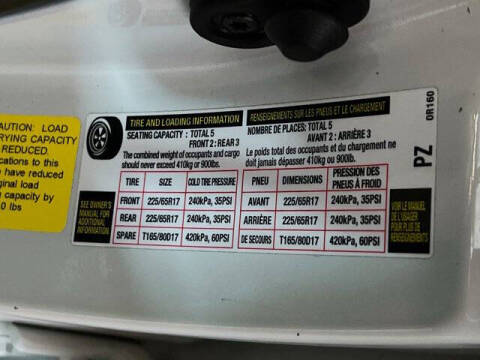 CAUTION: LOAD
CARRYING CAPACITY
REDUCED.
to this
have reduced
original load
capacity by
lbs
TIRE AND LOADING INFORMATION
SEATING CAPACITY : TOTAL 5
FRONT 2 : REAR 3
The combined weight of occupants and cargo
should never exceed 410kg or 900lbs.
TIRE SIZE COLD TIRE PRESSURE
FRONT 225/65R17 240kPa, 35PSI
REAR 225/65R17 240kPa, 35PSI
SPARE T165/80D17 420kPa, 60PSI
SEE OWNER'S
MANUAL FOR
ADDITIONAL
INFORMATION
RENSEIGNEMENTS SUR LES PNEUS ET LE CHARGEMENT
NOMBRE DE PLACES: TOTAL 5
AVANT 2 : ARRIÈRE 3
Le poids total des occupants et du chargement ne
doit jamais dépasser 410kg ou 900lb.
PNEU DIMENSIONS PRESSION DES
PNEUS À FROID
AVANT 225/65R17 240kPa, 35PSI
ARRIÈRE 225/65R17 240kPa, 35PSI
DE SECOURS T165/80D17 420kPa, 60PSI
VOIR LE MANUEL
DE L'USAGER
POUR PLUS DE
RENSEIGNEMENTS
PZ
0R160